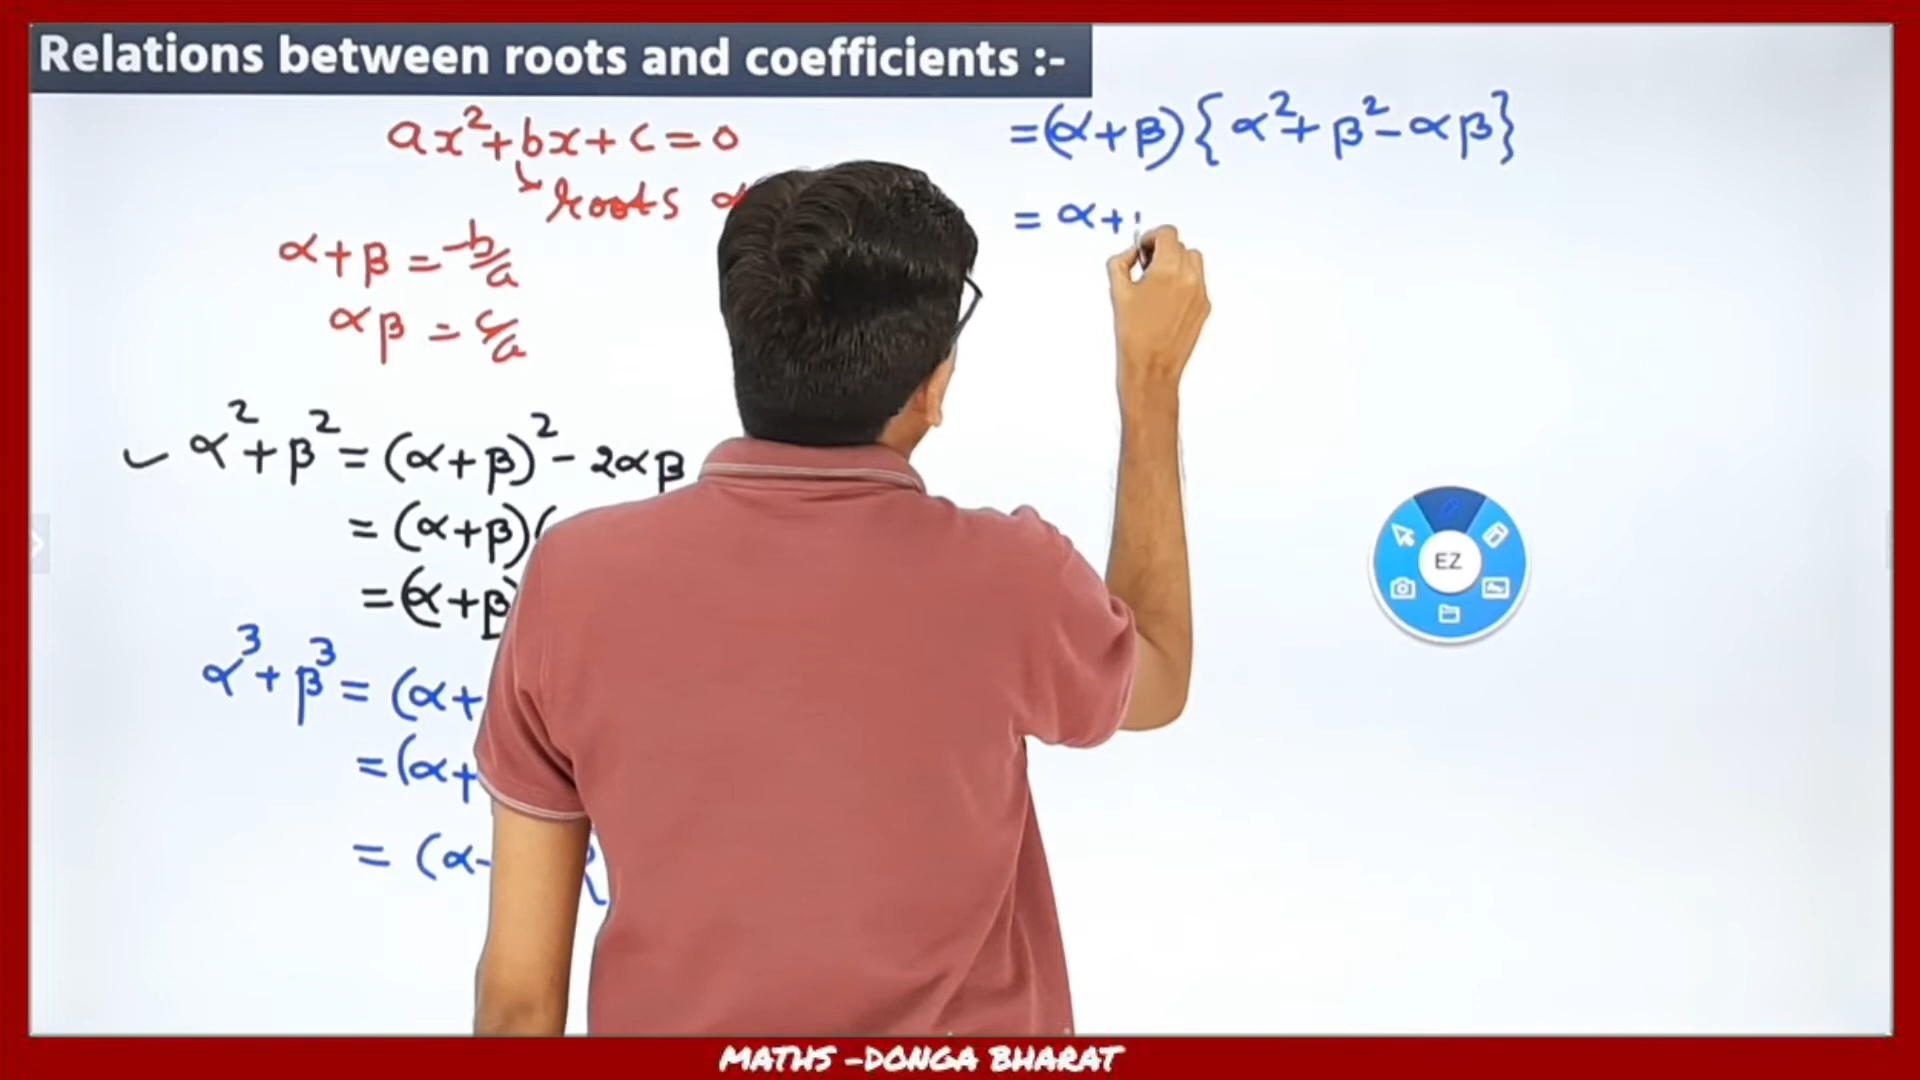 Relations between roots and coefficients :-
ax²+bx+c=0
roots α
α+β = -b/a
αβ = c/a
α²+β² = (α+β)² - 2αβ
= (α+β)(
= (α+β)
α³+β³ = (α+
= (α+
= (α-
= (α+β){α²+β²-αβ}
= α+
EZ
MATHS -DONGA BHARAT